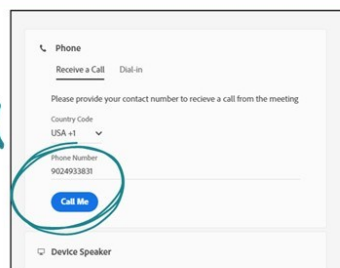 Phone
Receive a Call Dial-in
Please provide your contact number to recieve a call from the meeting
Country Code
USA +1
Phone Number
9024933831
Call Me
Device Speaker